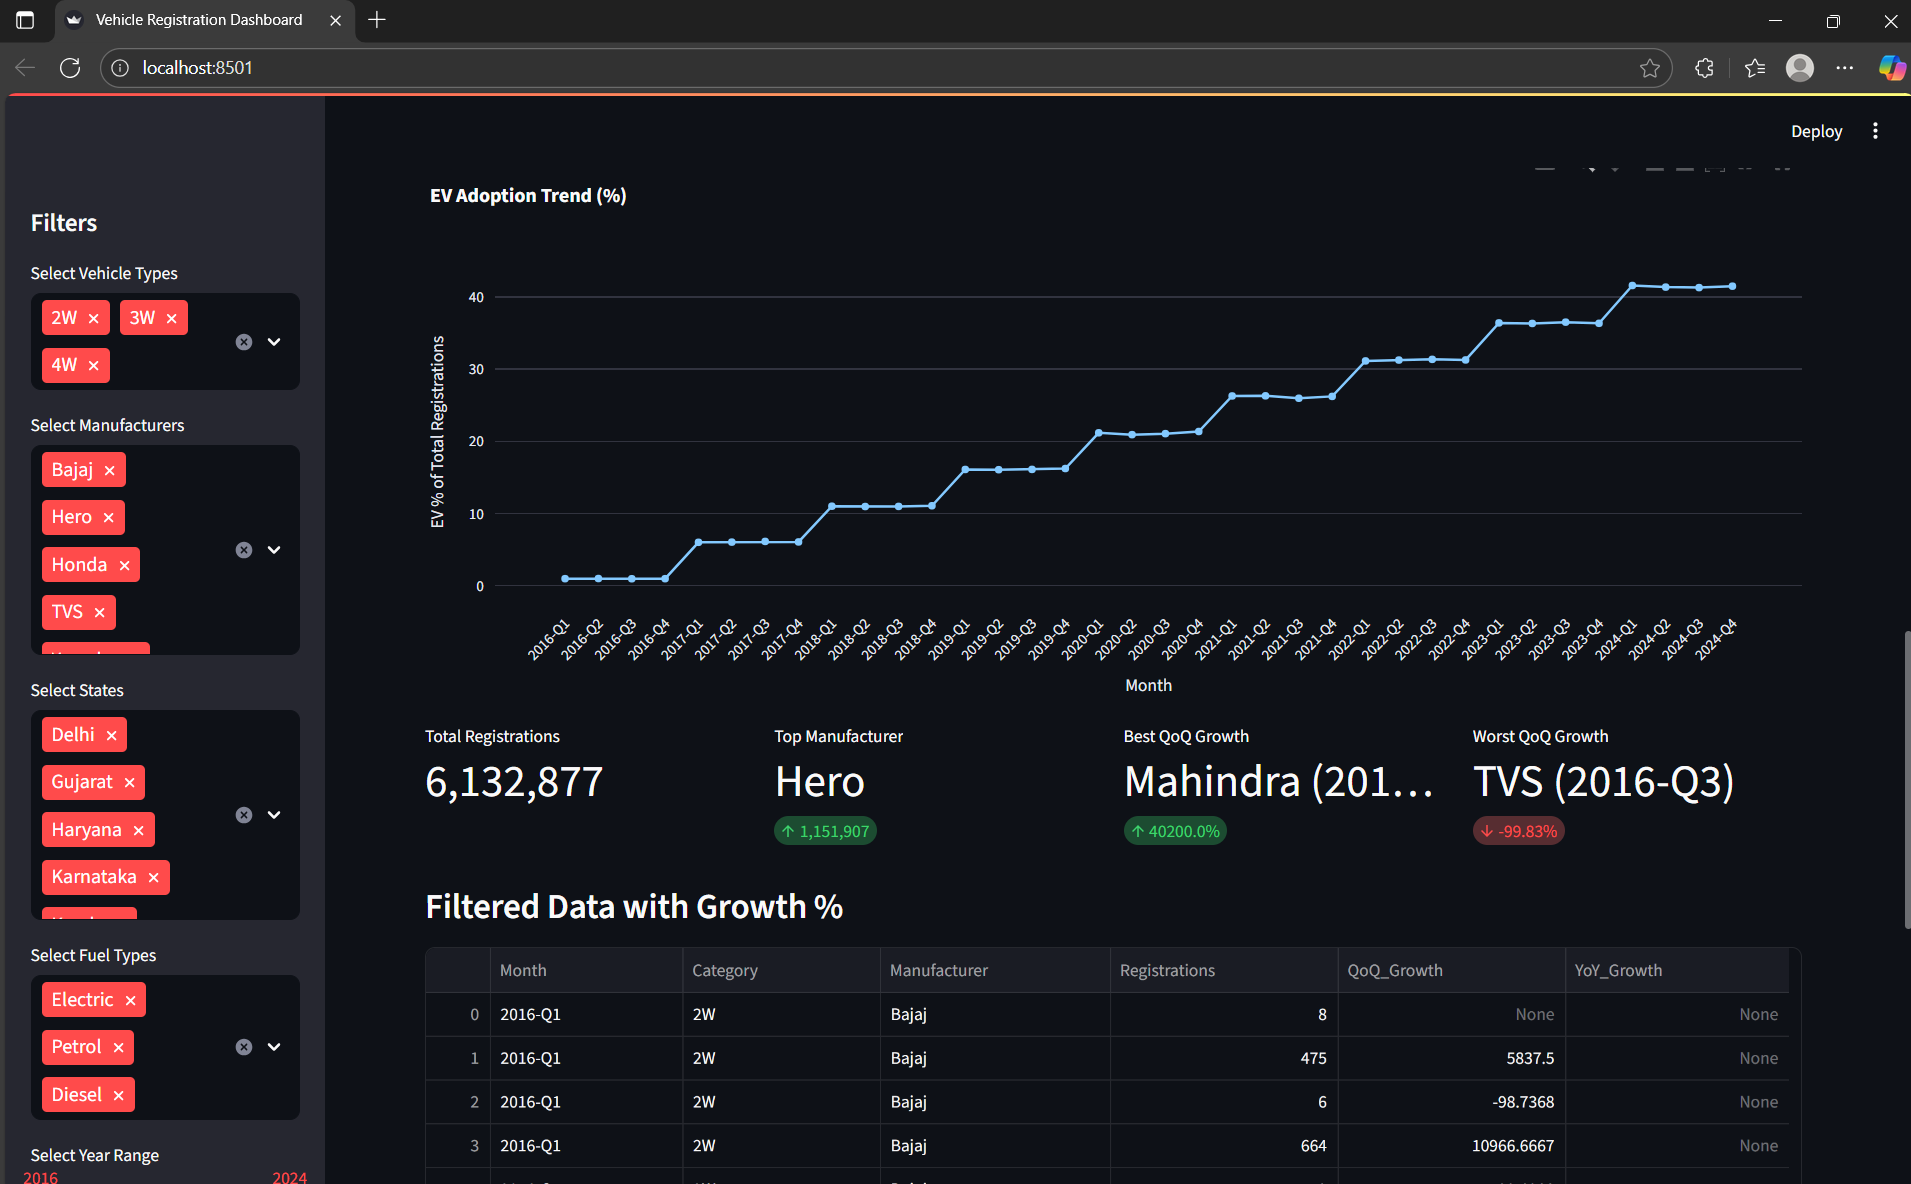 Vehicle Registration Dashboard
localhost:8501
Deploy
Filters
Select Vehicle Types
2W 3W
4W
Select Manufacturers
Bajaj
Hero
Honda
TVS
Select States
Delhi
Gujarat
Haryana
Karnataka
Select Fuel Types
Electric
Petrol
Diesel
Select Year Range
2016 2024
EV Adoption Trend (%)
EV % of Total Registrations
40
30
20
10
0
2016-Q1 2016-Q2 2016-Q3 2016-Q4 2017-Q1 2017-Q2 2017-Q3 2017-Q4 2018-Q1 2018-Q2 2018-Q3 2018-Q4 2019-Q1 2019-Q2 2019-Q3 2019-Q4 2020-Q1 2020-Q2 2020-Q3 2020-Q4 2021-Q1 2021-Q2 2021-Q3 2021-Q4 2022-Q1 2022-Q2 2022-Q3 2022-Q4 2023-Q1 2023-Q2 2023-Q3 2023-Q4 2024-Q1 2024-Q2 2024-Q3 2024-Q4
Month
Total Registrations Top Manufacturer Best QoQ Growth Worst QoQ Growth
6,132,877 Hero Mahindra (201... TVS (2016-Q3)
↑ 1,151,907 ↑ 40200.0% ↓ -99.83%
Filtered Data with Growth %
Month Category Manufacturer Registrations QoQ_Growth YoY_Growth
0 2016-Q1 2W Bajaj 8 None None
1 2016-Q1 2W Bajaj 475 5837.5 None
2 2016-Q1 2W Bajaj 6 -98.7368 None
3 2016-Q1 2W Bajaj 664 10966.6667 None